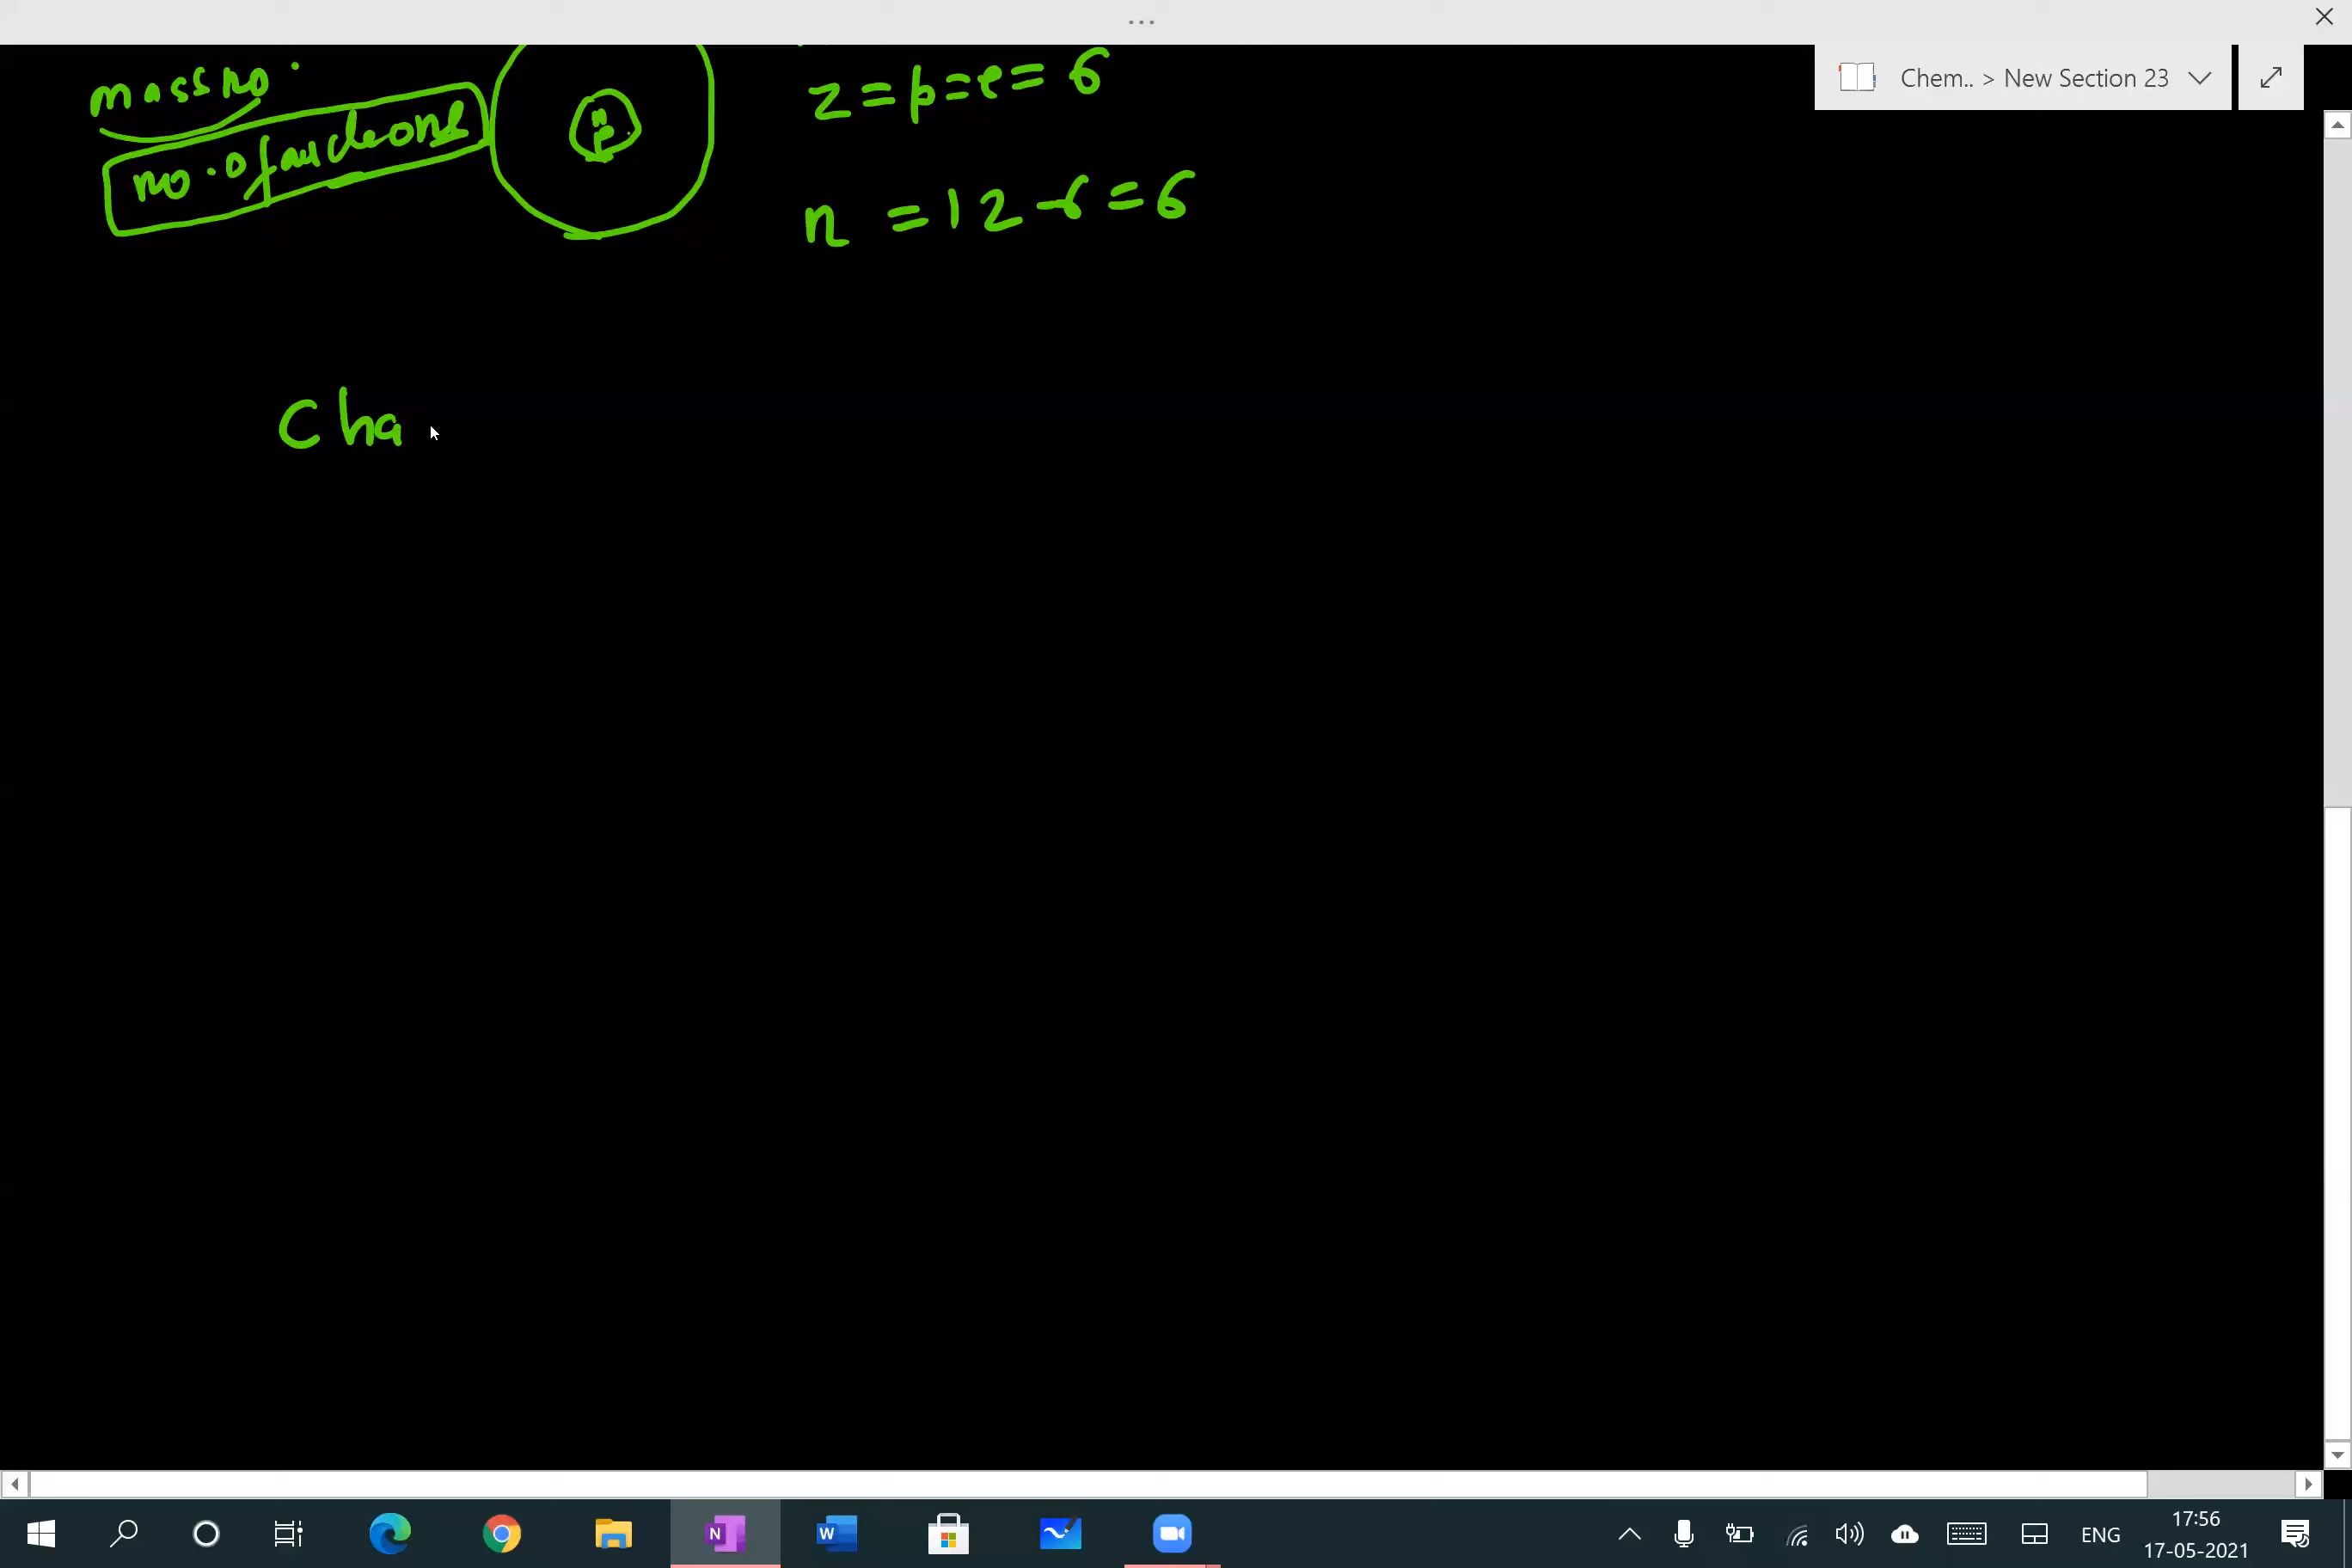 ...
Chem.. > New Section 23
mass no.
no. of nucleons
n
p
z = p = e = 6
n = 12 - 6 = 6
Cha
N
W
ENG
17:56
17-05-2021